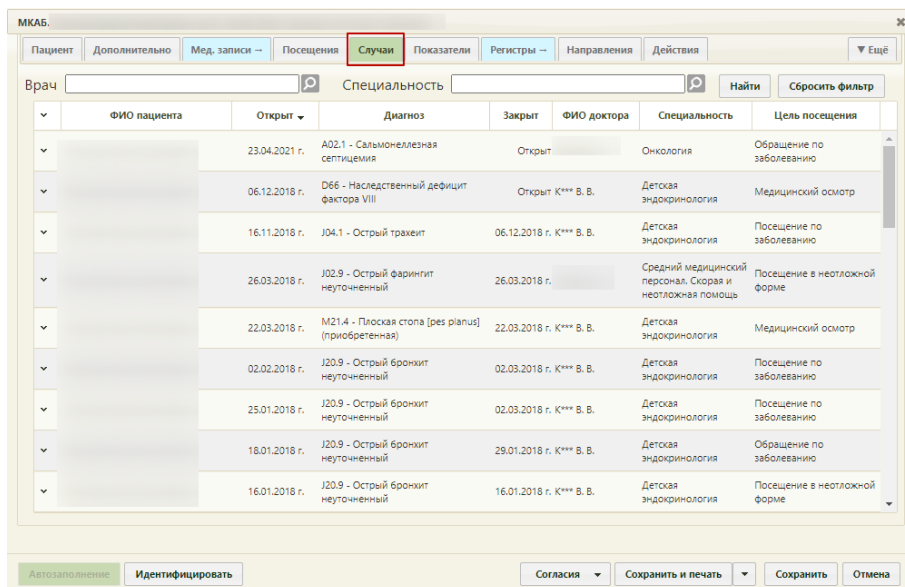 МКАБ.
Пациент Дополнительно Мед. записи → Посещения Случаи Показатели Регистры → Направления Действия ▼ Ещё
Врач Специальность Найти Сбросить фильтр
ФИО пациента Открыт Диагноз Закрыт ФИО доктора Специальность Цель посещения
23.04.2021 г. A02.1 - Сальмонеллезная септицемия Открыт Онкология Обращение по заболеванию
06.12.2018 г. D66 - Наследственный дефицит фактора VIII Открыт К*** В. В. Детская эндокринология Медицинский осмотр
16.11.2018 г. J04.1 - Острый трахеит 06.12.2018 г. К*** В. В. Детская эндокринология Посещение по заболеванию
26.03.2018 г. J02.9 - Острый фарингит неуточненный 26.03.2018 г. Средний медицинский персонал. Скорая и неотложная помощь Посещение в неотложной форме
22.03.2018 г. M21.4 - Плоская стопа [pes planus] (приобретенная) 22.03.2018 г. К*** В. В. Детская эндокринология Медицинский осмотр
02.02.2018 г. J20.9 - Острый бронхит неуточненный 02.03.2018 г. К*** В. В. Детская эндокринология Посещение по заболеванию
25.01.2018 г. J20.9 - Острый бронхит неуточненный 02.03.2018 г. К*** В. В. Детская эндокринология Посещение по заболеванию
18.01.2018 г. J20.9 - Острый бронхит неуточненный 29.01.2018 г. К*** В. В. Детская эндокринология Обращение по заболеванию
16.01.2018 г. J20.9 - Острый бронхит неуточненный 16.01.2018 г. К*** В. В. Детская эндокринология Посещение в неотложной форме
Автозаполнение Идентифицировать Согласия Сохранить и печать Сохранить Отмена